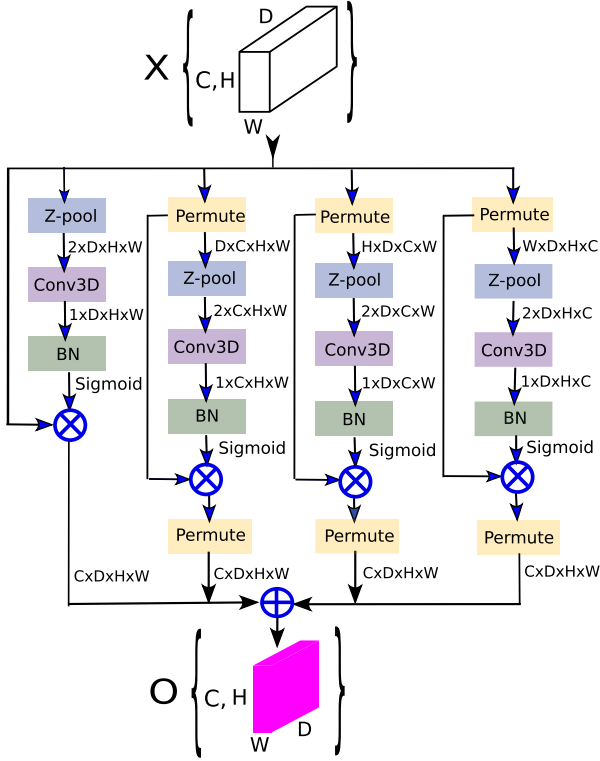 D
X
C,H
W
Z-pool
Permute
Permute
Permute
2xDxHxW
DxCxHxW
HxDxCxW
WxDxHxC
Conv3D
Z-pool
Z-pool
Z-pool
1xDxHxW
2xCxHxW
2xDxCxW
2xDxHxC
BN
Conv3D
Conv3D
Conv3D
Sigmoid
1xCxHxW
1xDxCxW
1xDxHxC
BN
BN
BN
Sigmoid
Sigmoid
Sigmoid
Permute
Permute
Permute
CxDxHxW
CxDxHxW
CxDxHxW
CxDxHxW
O
C, H
D
W